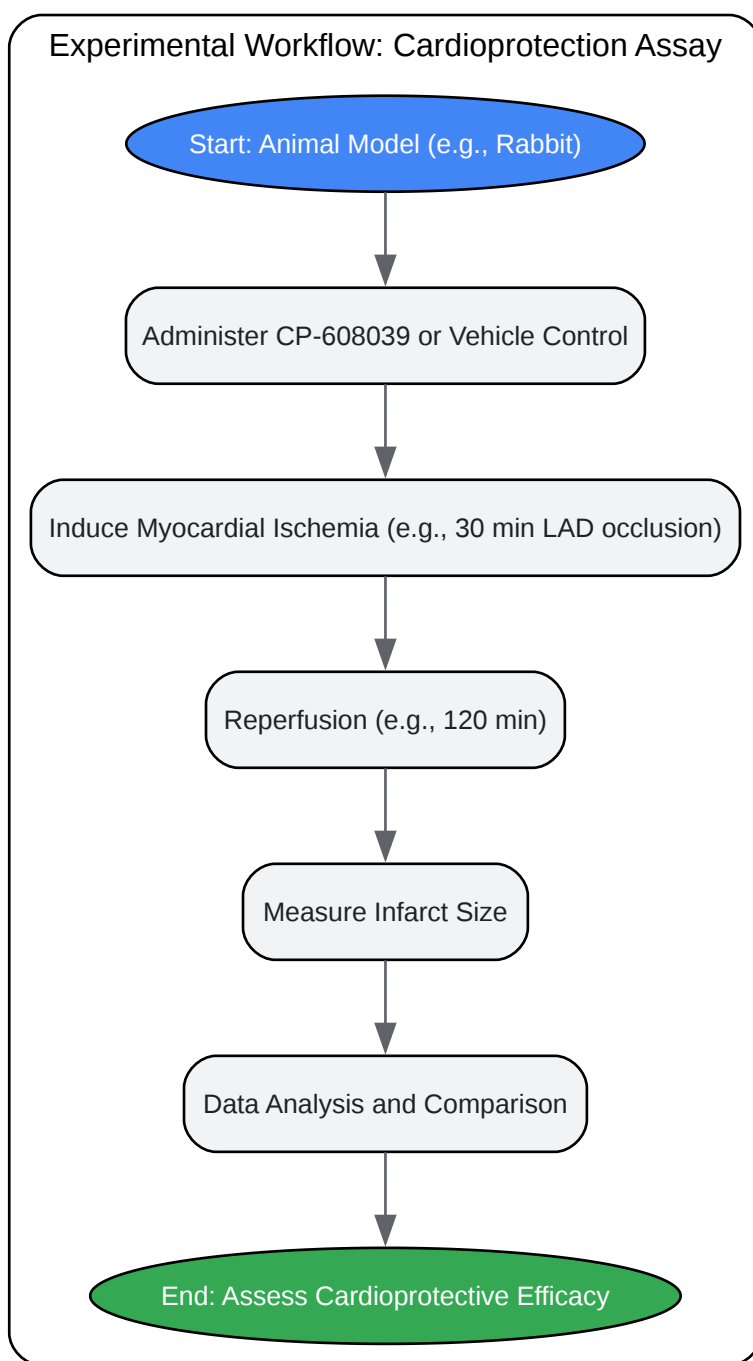 Experimental Workflow: Cardioprotection Assay
Start: Animal Model (e.g., Rabbit)
Administer CP-608039 or Vehicle Control
Induce Myocardial Ischemia (e.g., 30 min LAD occlusion)
Reperfusion (e.g., 120 min)
Measure Infarct Size
Data Analysis and Comparison
End: Assess Cardioprotective Efficacy